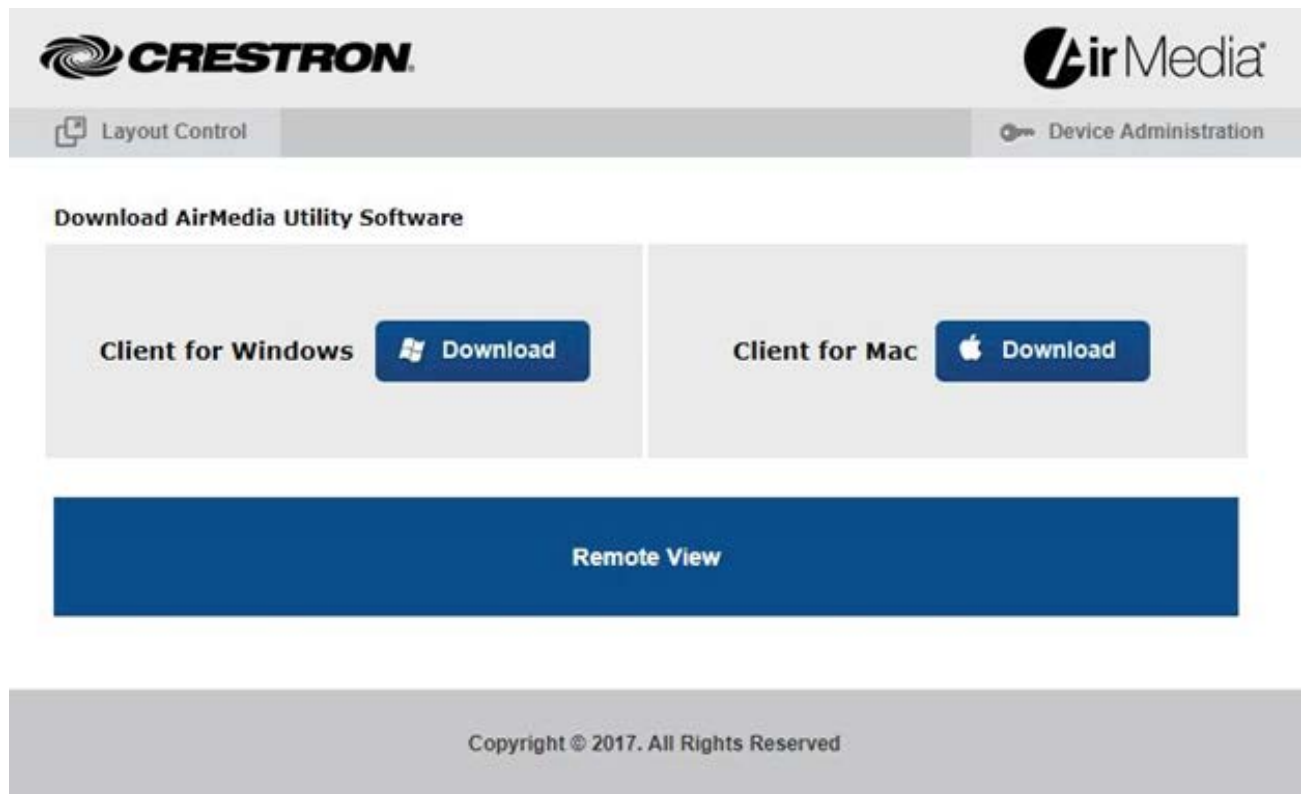 CRESTRON
AirMedia
Layout Control
Device Administration
Download AirMedia Utility Software
Client for Windows
Download
Client for Mac
Download
Remote View
Copyright © 2017. All Rights Reserved